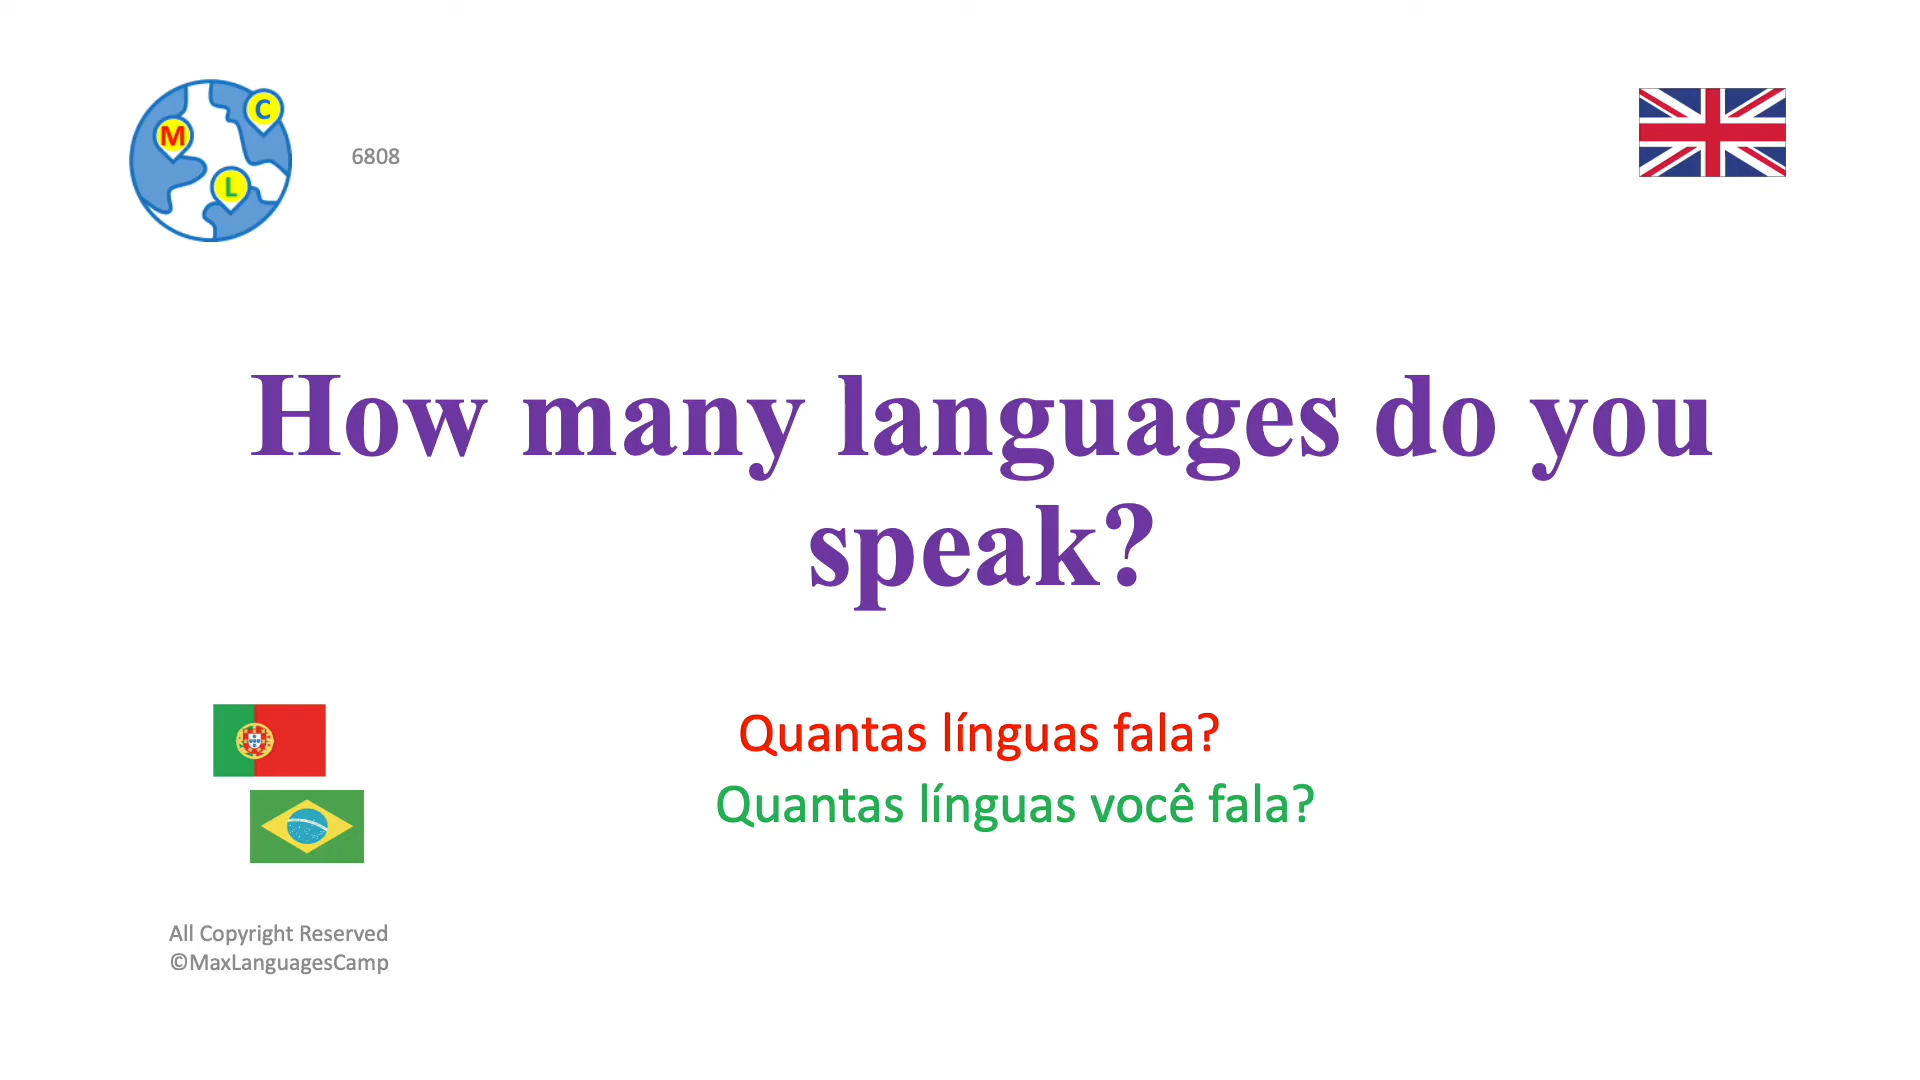 M
C
L
6808
How many languages do you
speak?
Quantas línguas fala?
Quantas línguas você fala?
All Copyright Reserved
©MaxLanguagesCamp